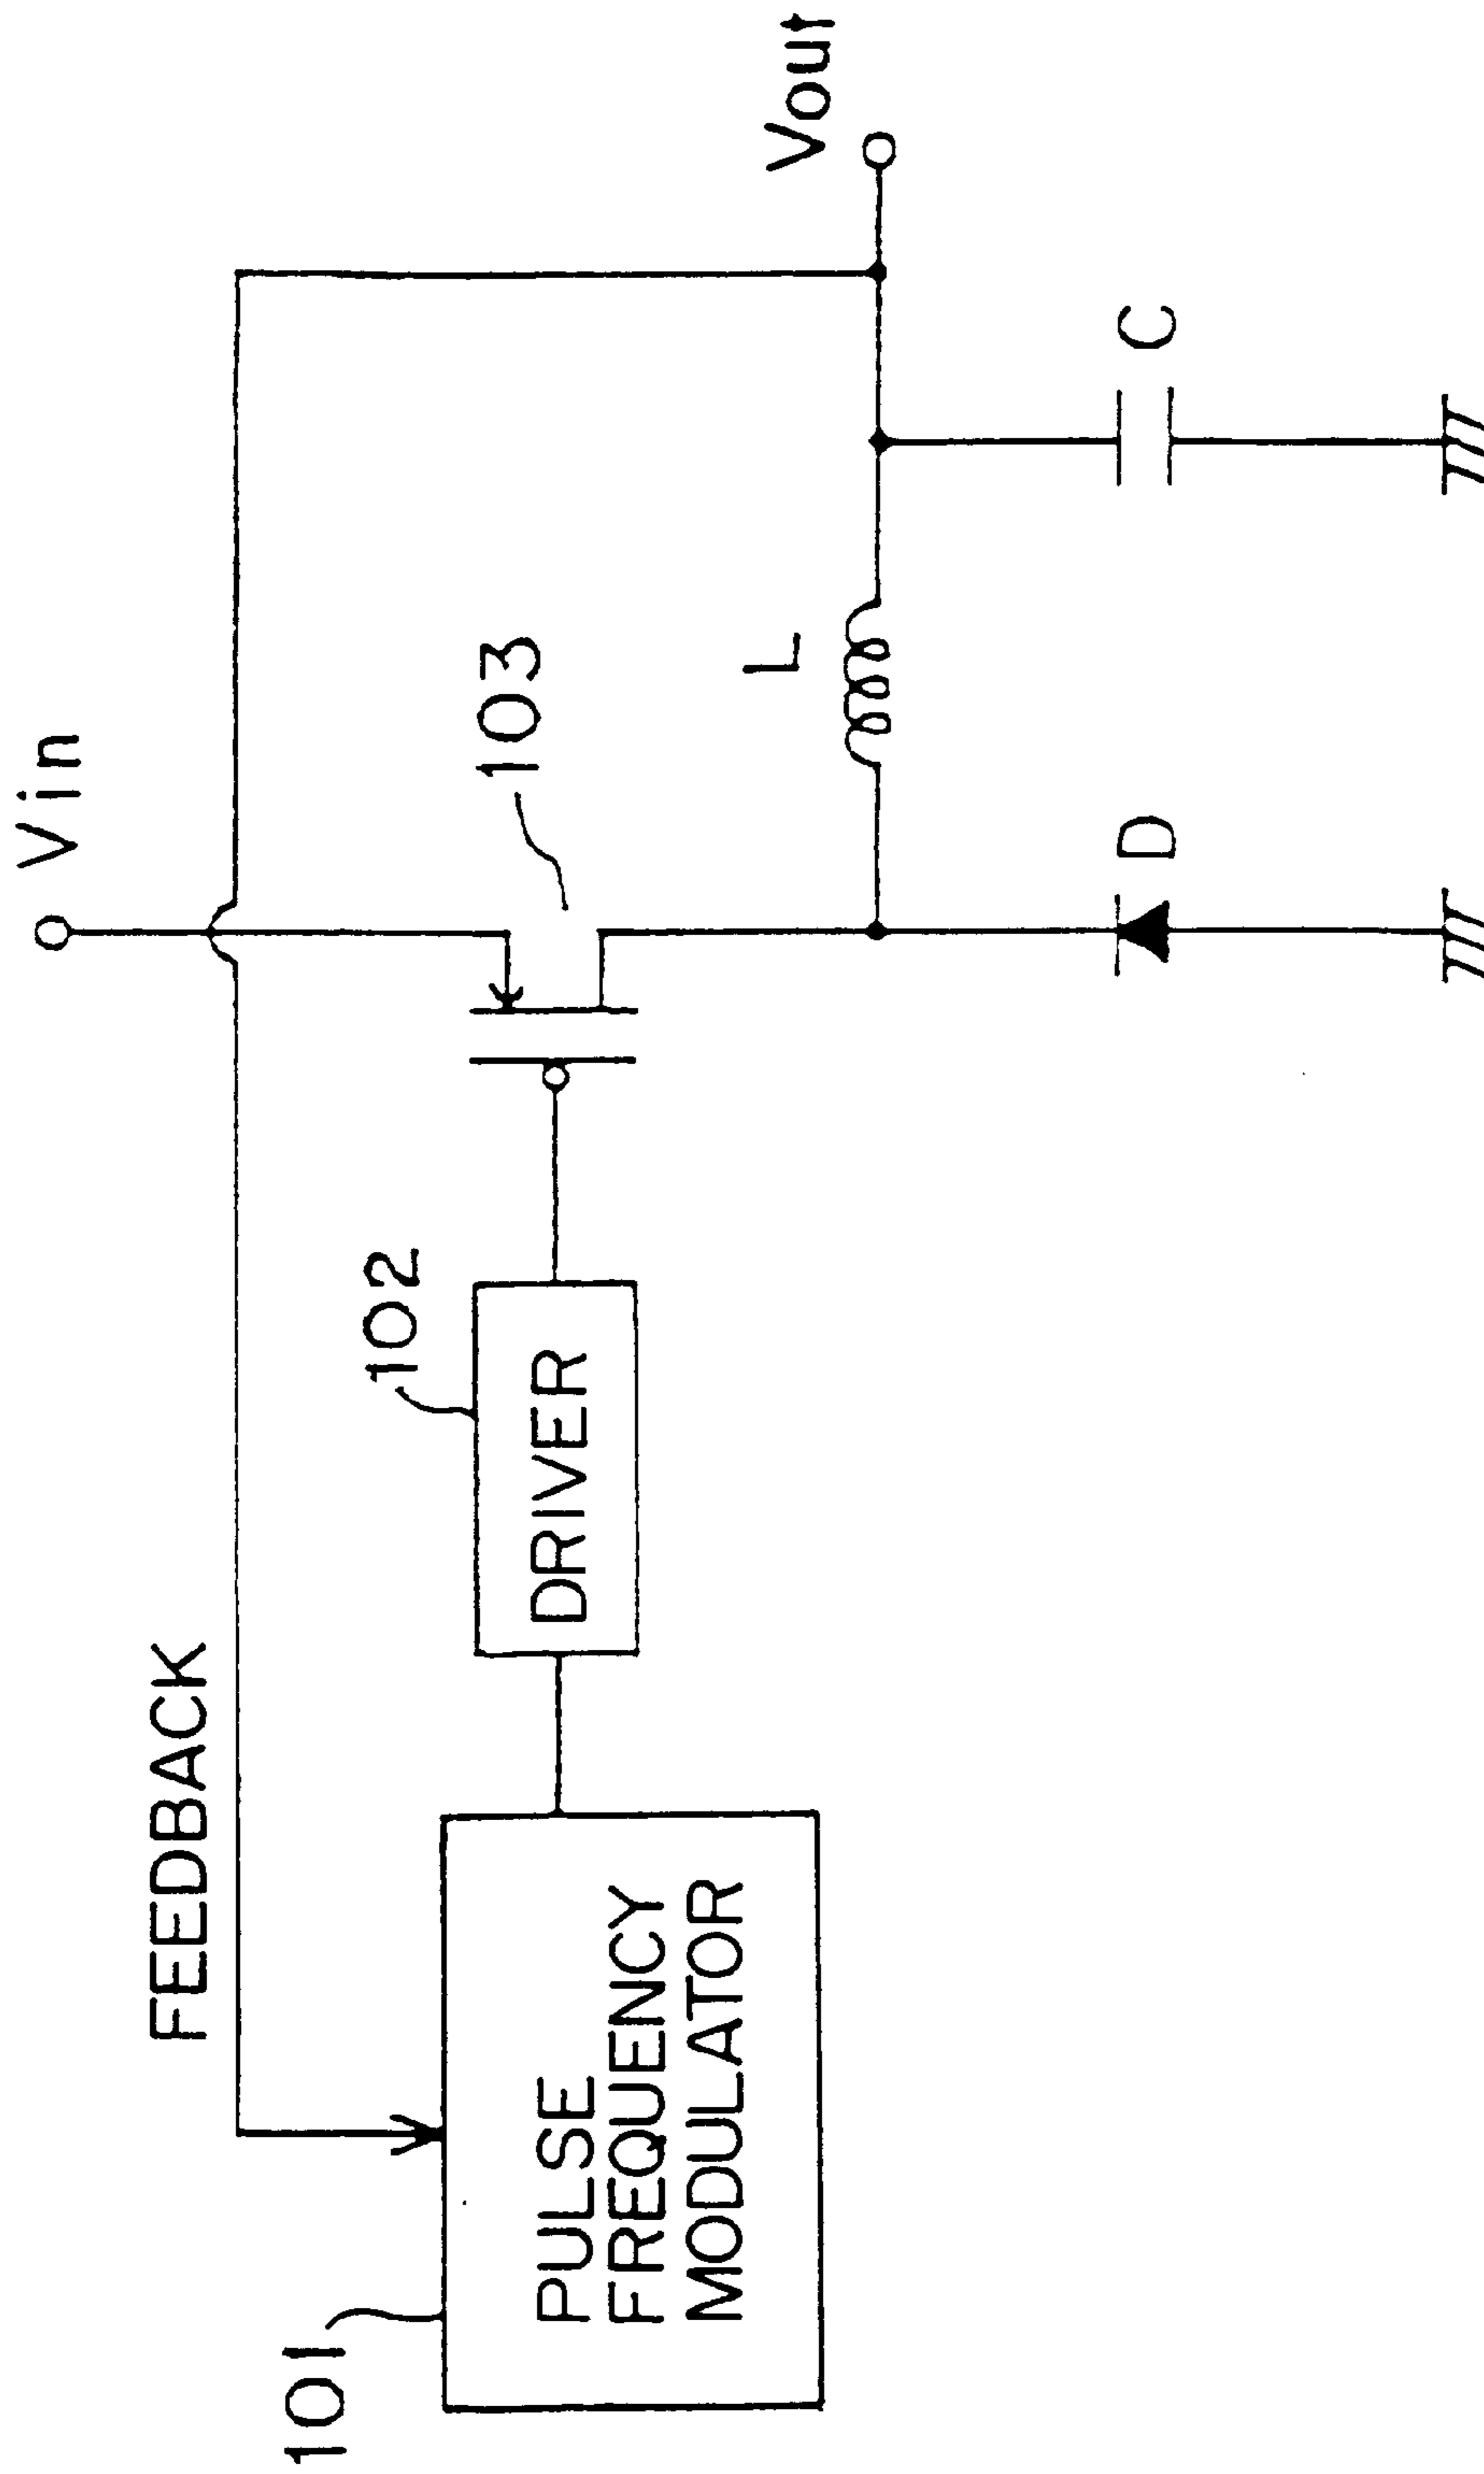 Vin
FEEDBACK
101
PULSE
FREQUENCY
MODULATOR
102
DRIVER
103
L
Vout
D
C